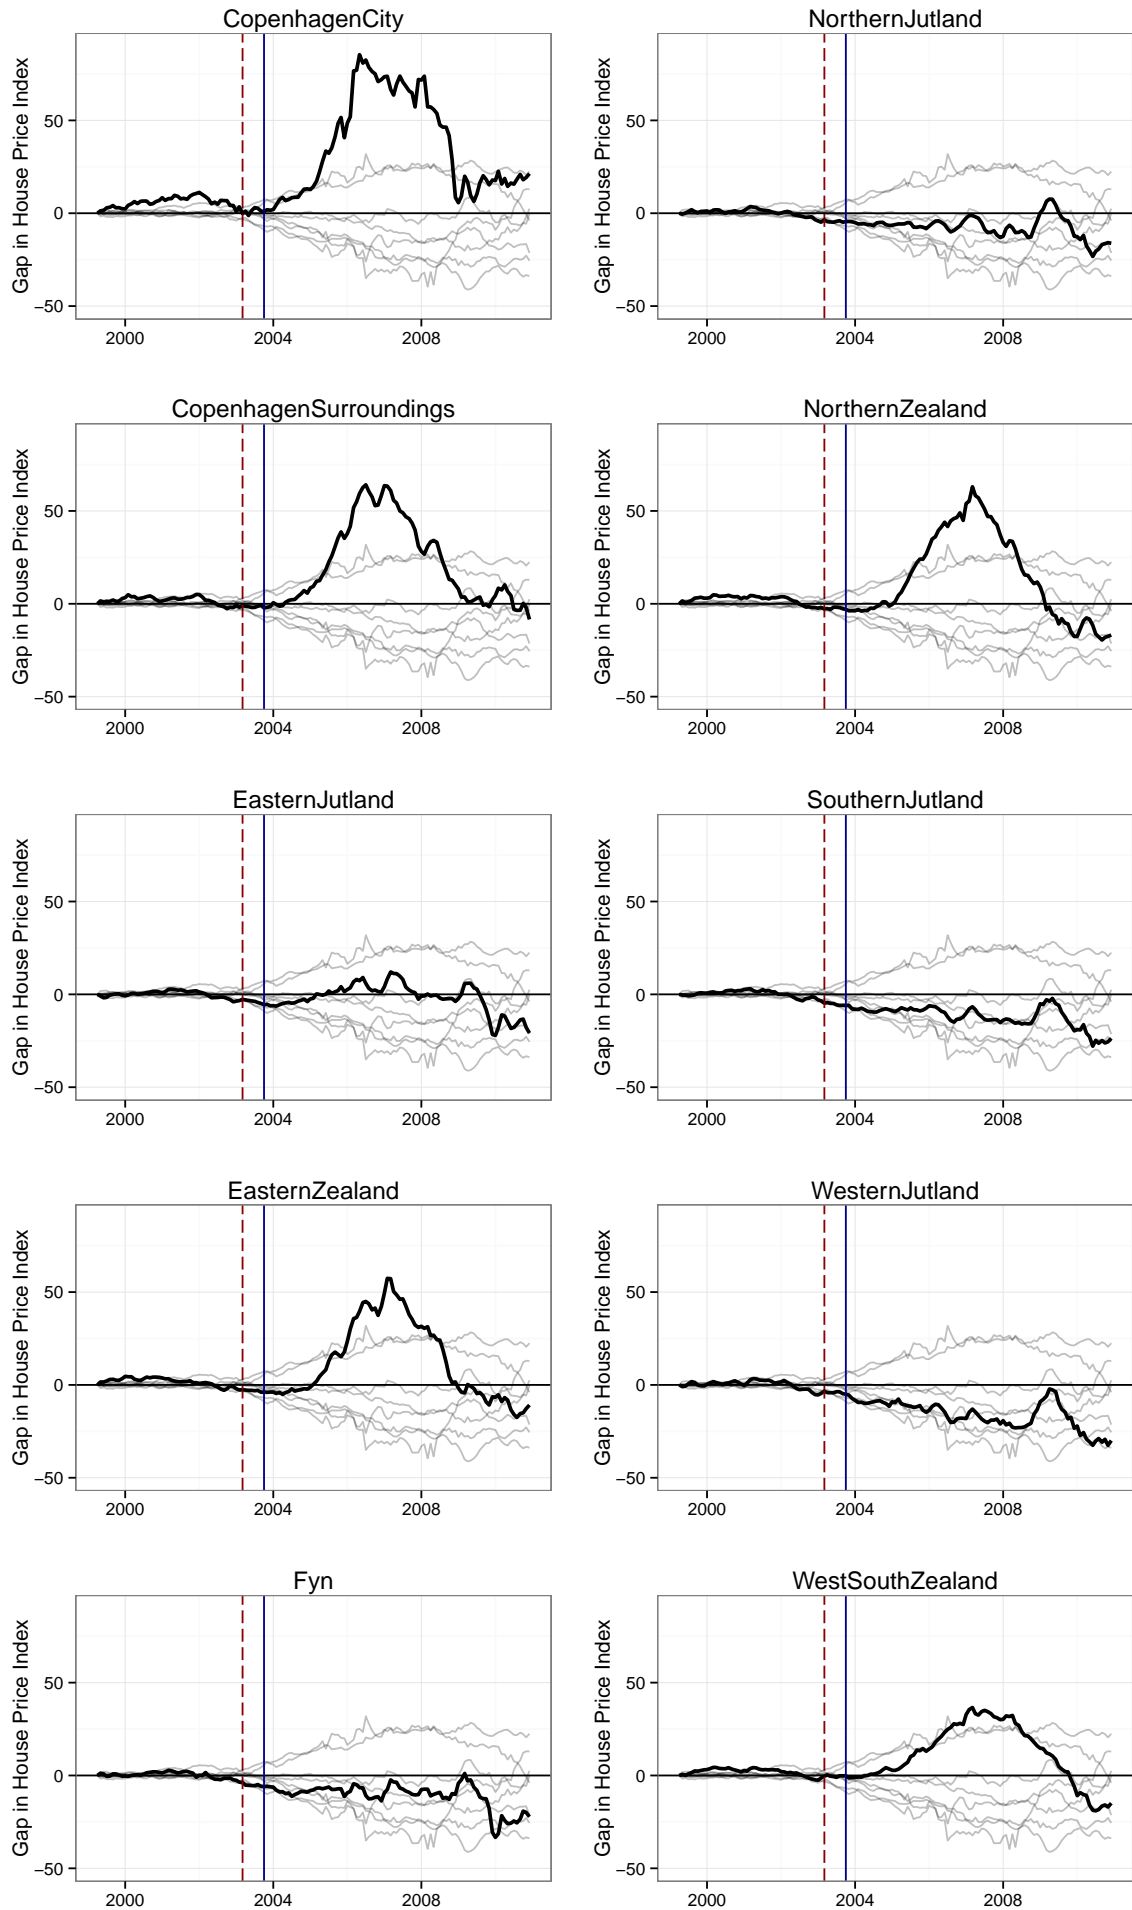 CopenhagenCity
Gap in House Price Index
50
0
−50
2000 2004 2008
NorthernJutland
Gap in House Price Index
50
0
−50
2000 2004 2008
CopenhagenSurroundings
Gap in House Price Index
50
0
−50
2000 2004 2008
NorthernZealand
Gap in House Price Index
50
0
−50
2000 2004 2008
EasternJutland
Gap in House Price Index
50
0
−50
2000 2004 2008
SouthernJutland
Gap in House Price Index
50
0
−50
2000 2004 2008
EasternZealand
Gap in House Price Index
50
0
−50
2000 2004 2008
WesternJutland
Gap in House Price Index
50
0
−50
2000 2004 2008
Fyn
Gap in House Price Index
50
0
−50
2000 2004 2008
WestSouthZealand
Gap in House Price Index
50
0
−50
2000 2004 2008